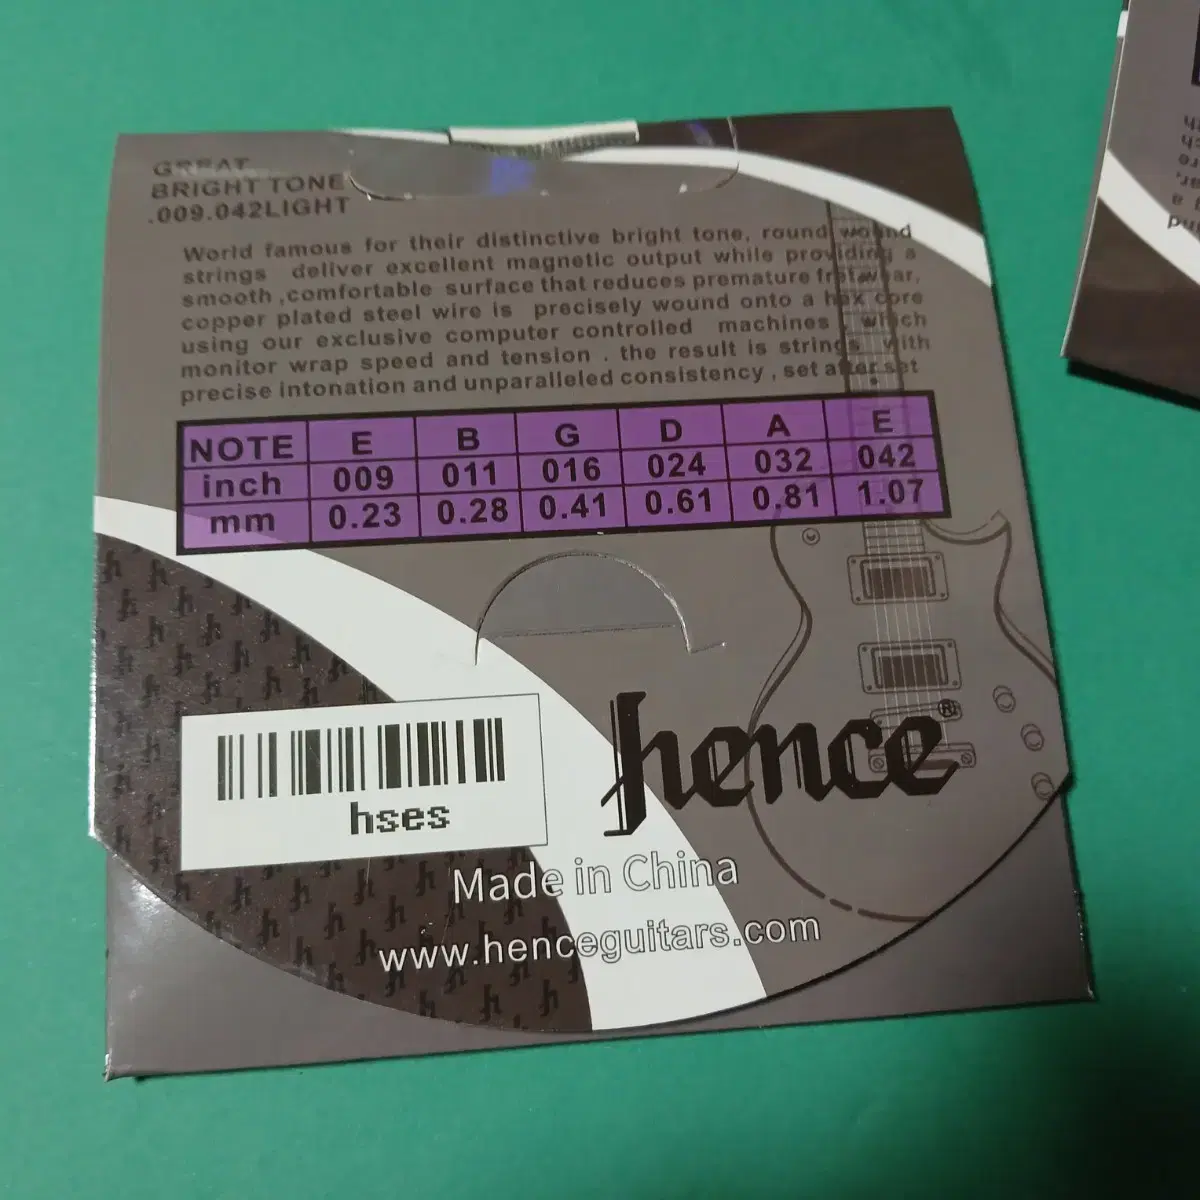 GREAT
BRIGHT TONE
.009.042LIGHT
World famous for their distinctive bright tone, round wound
strings deliver excellent magnetic output while providing a
smooth ,comfortable surface that reduces premature fret wear,
copper plated steel wire is precisely wound onto a hex core
using our exclusive computer controlled machines , which
monitor wrap speed and tension . the result is strings with
precise intonation and unparalleled consistency , set after set
NOTE E B G D A E
inch 009 011 016 024 032 042
mm 0.23 0.28 0.41 0.61 0.81 1.07
hence®
hses
Made in China
www.henceguitars.com